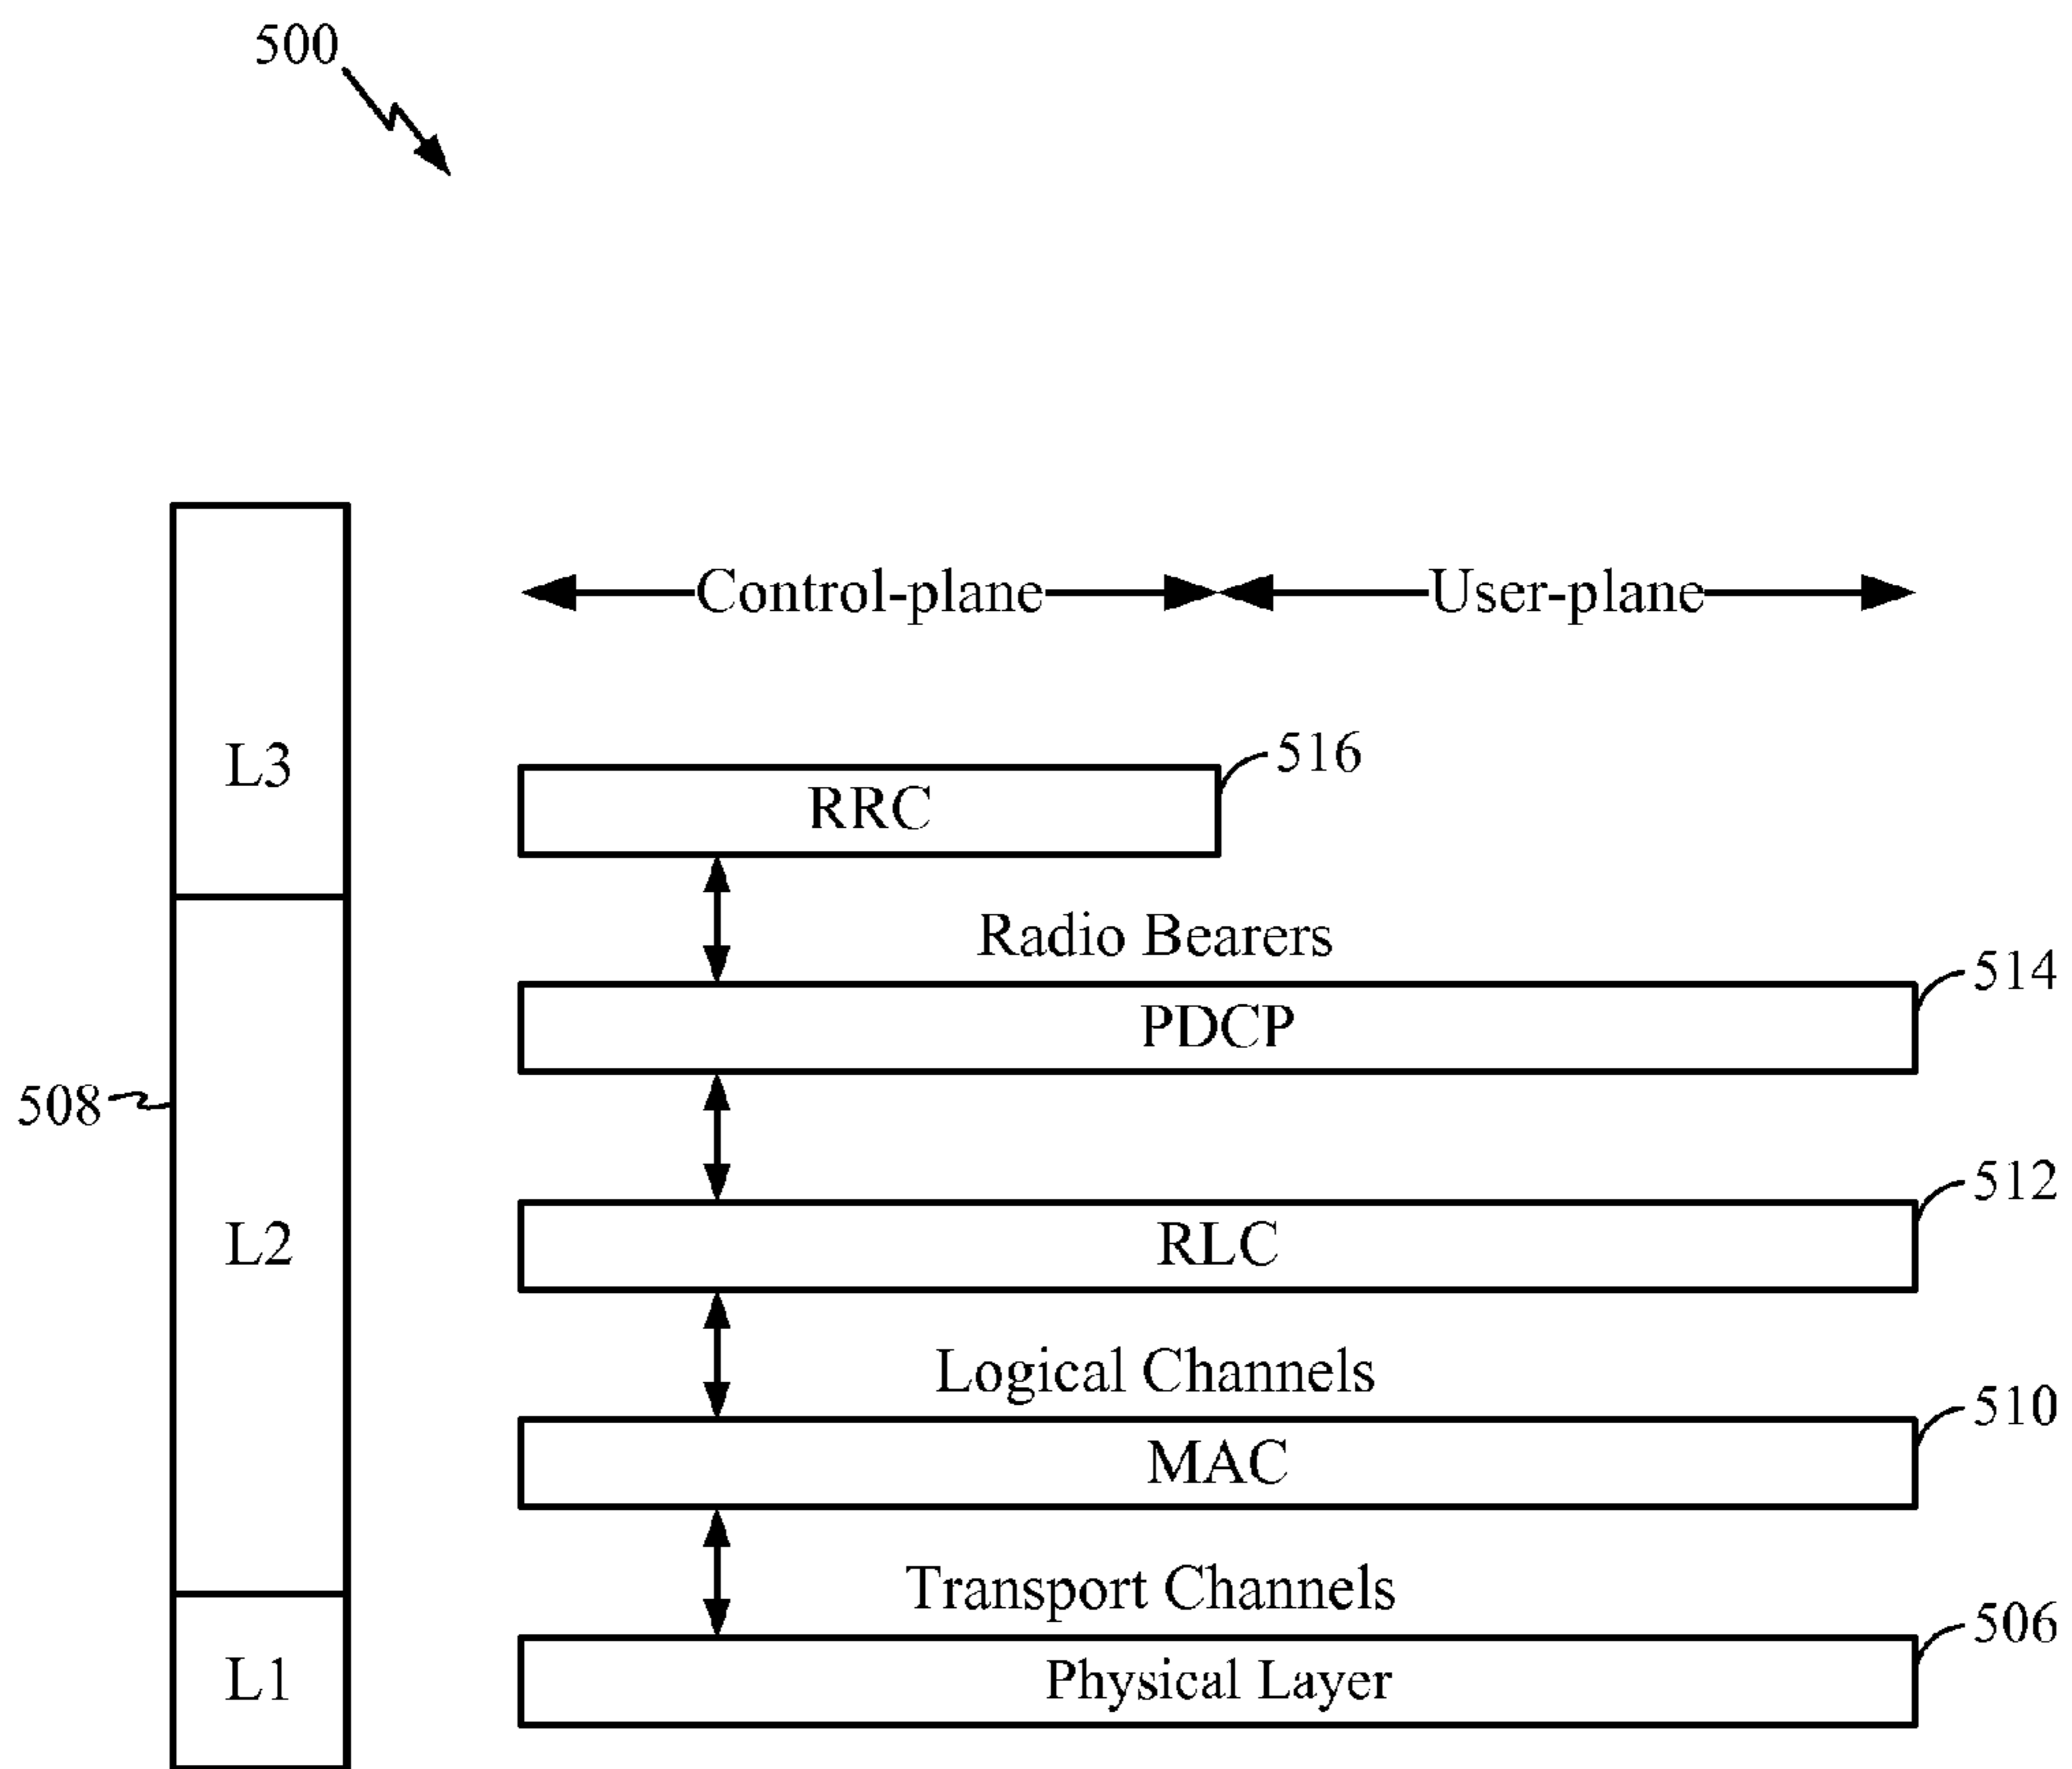 500
Control-plane
User-plane
L3
516
RRC
Radio Bearers
514
PDCP
508
512
L2
RLC
Logical Channels
510
MAC
Transport Channels
506
L1
Physical Layer